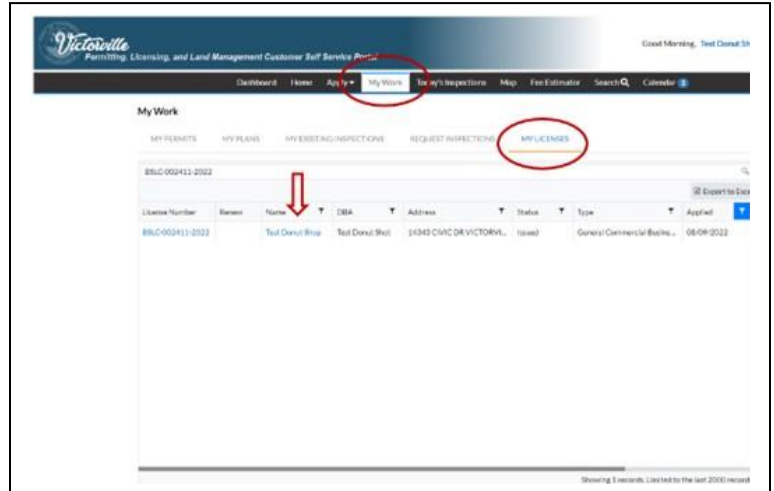 Victorville
Permitting, Licensing, and Land Management Customer Self Service Portal
Good Morning, Test Donut Sh
Dashboard Home Apply My Work Today's Inspections Map Fee Estimator Search Calendar
My Work
MY PERMITS MY PLANS MY EXISTING INSPECTIONS REQUEST INSPECTIONS MY LICENSES
BSLC-002411-2022
Export to Exce
License Number Renew Name DBA Address Status Type Applied
BSLC-002411-2022 Test Donut Shop Test Donut Shot 14343 CIVIC DR VICTORVI... Issued General Commercial Busine... 08/09/2022
Showing 1 records. Limited to the last 2000 record